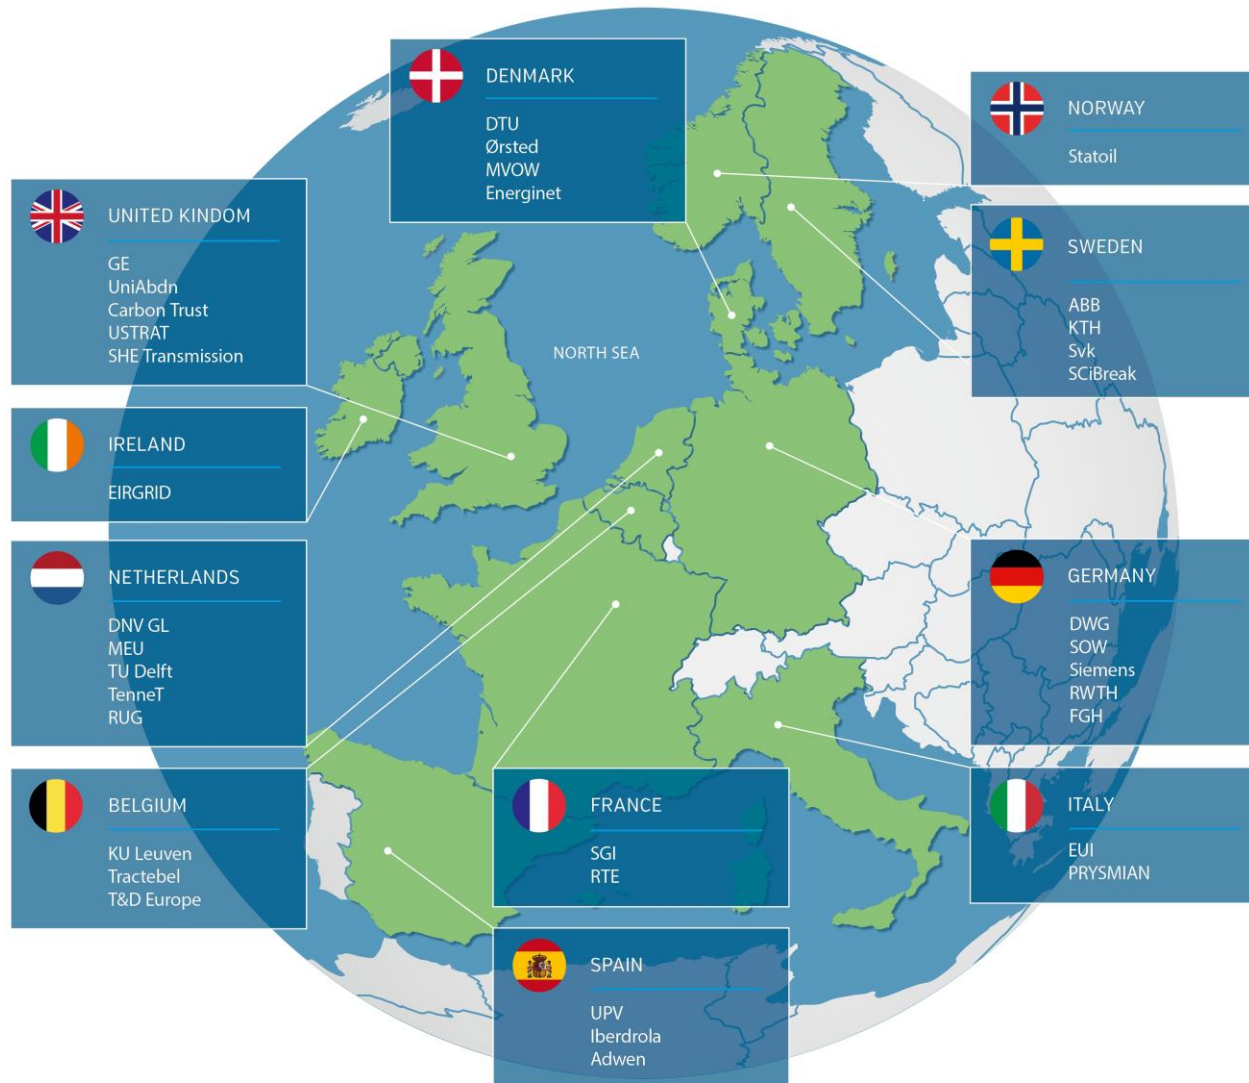 DENMARK
DTU
Ørsted
MVOW
Energinet
NORWAY
Statoil
UNITED KINDOM
GE
UniAbdn
Carbon Trust
USTRAT
SHE Transmission
SWEDEN
ABB
KTH
Svk
SCiBreak
NORTH SEA
IRELAND
EIRGRID
NETHERLANDS
DNV GL
MEU
TU Delft
TenneT
RUG
GERMANY
DWG
SOW
Siemens
RWTH
FGH
BELGIUM
KU Leuven
Tractebel
T&D Europe
FRANCE
SGI
RTE
ITALY
EUI
PRYSMIAN
SPAIN
UPV
Iberdrola
Adwen